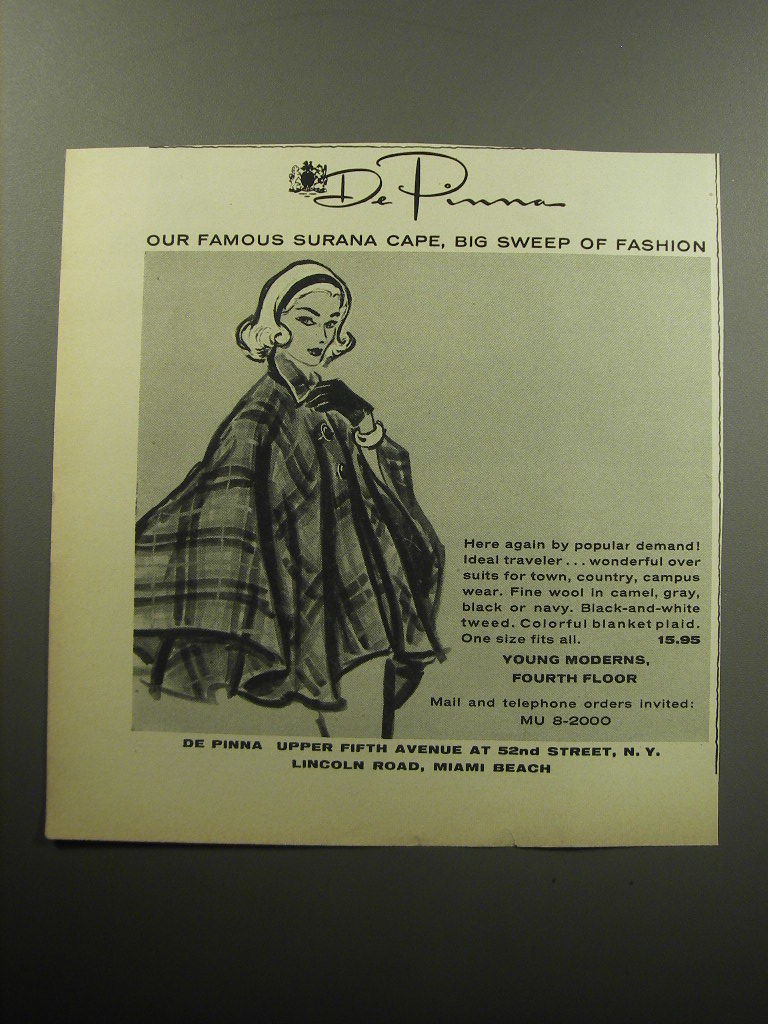 De Pinna
OUR FAMOUS SURANA CAPE, BIG SWEEP OF FASHION
Here again by popular demand!
Ideal traveler... wonderful over
suits for town, country, campus
wear. Fine wool in camel, gray,
black or navy. Black-and-white
tweed. Colorful blanket plaid.
One size fits all. 15.95
YOUNG MODERNS,
FOURTH FLOOR
Mail and telephone orders invited:
MU 8-2000
DE PINNA UPPER FIFTH AVENUE AT 52nd STREET, N.Y.
LINCOLN ROAD, MIAMI BEACH